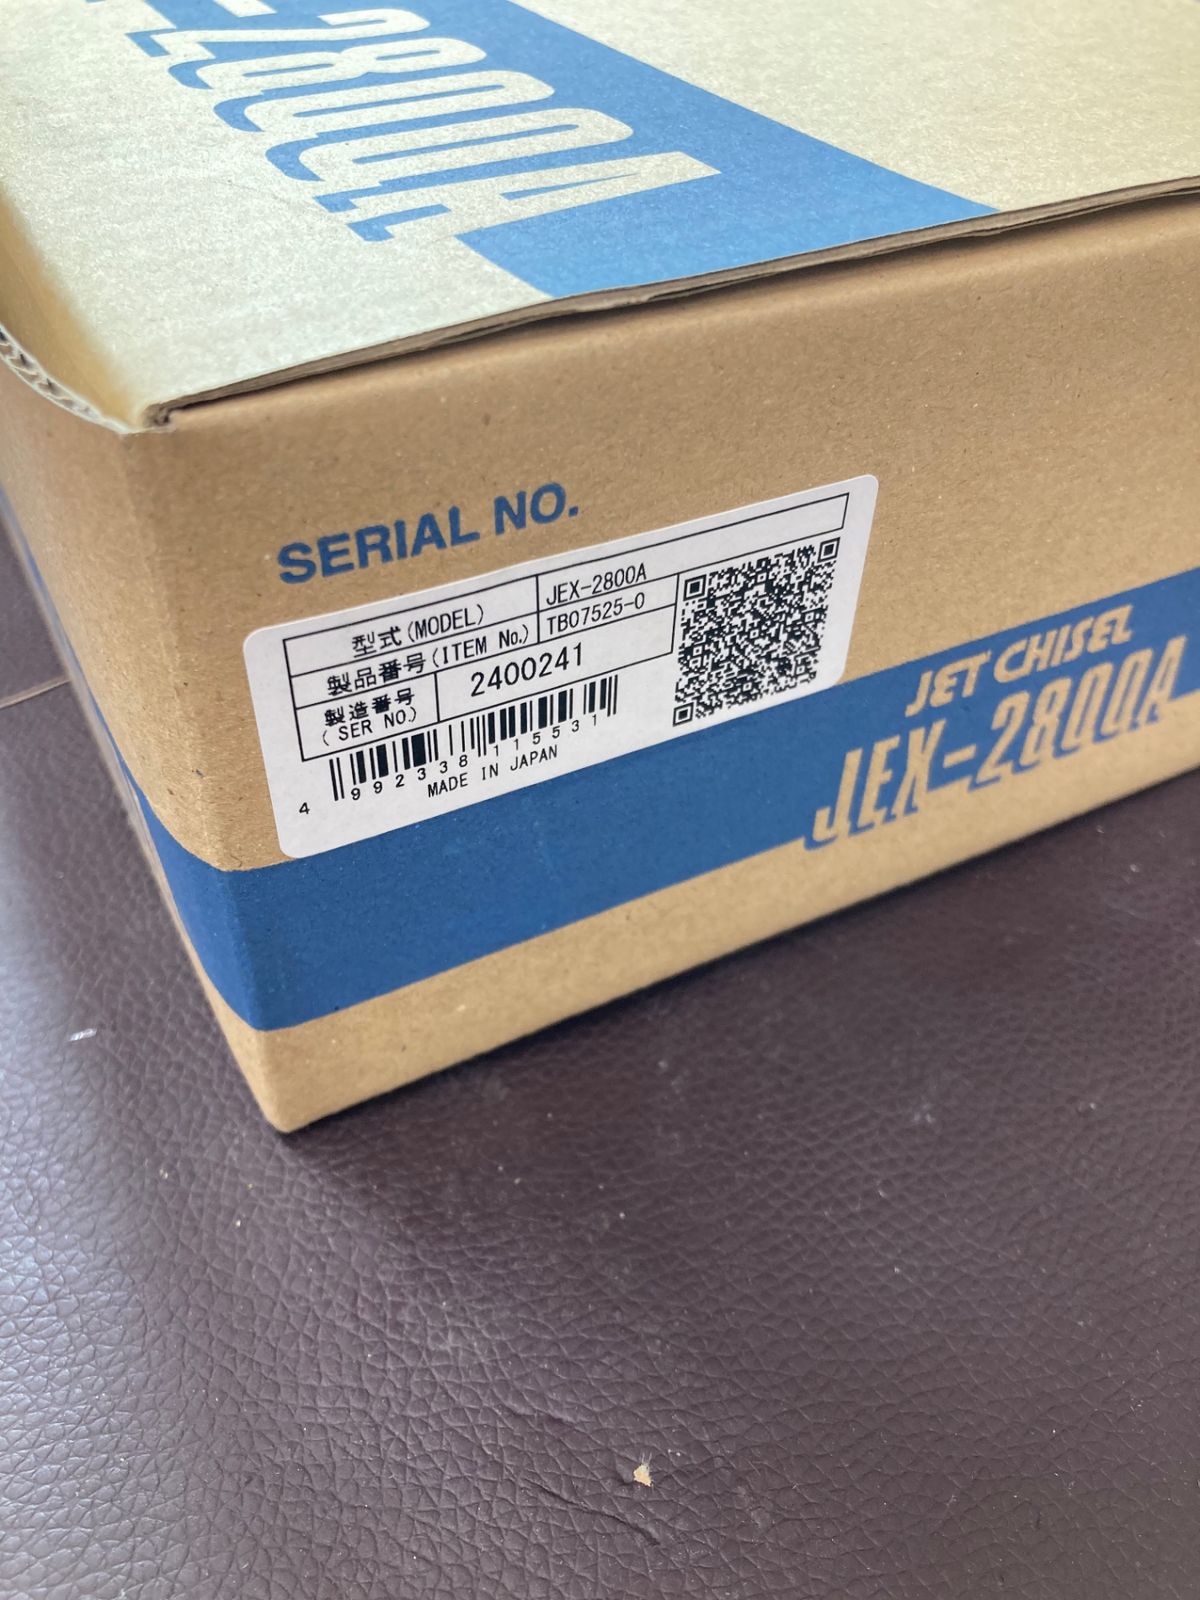 -2800A
SERIAL NO.
型式(MODEL) JEX-2800A
製品番号(ITEM No.) TB07525-0
製造番号
(SER NO.) 2400241
4 992338 115531
MADE IN JAPAN
JET CHISEL
JEX-2800A